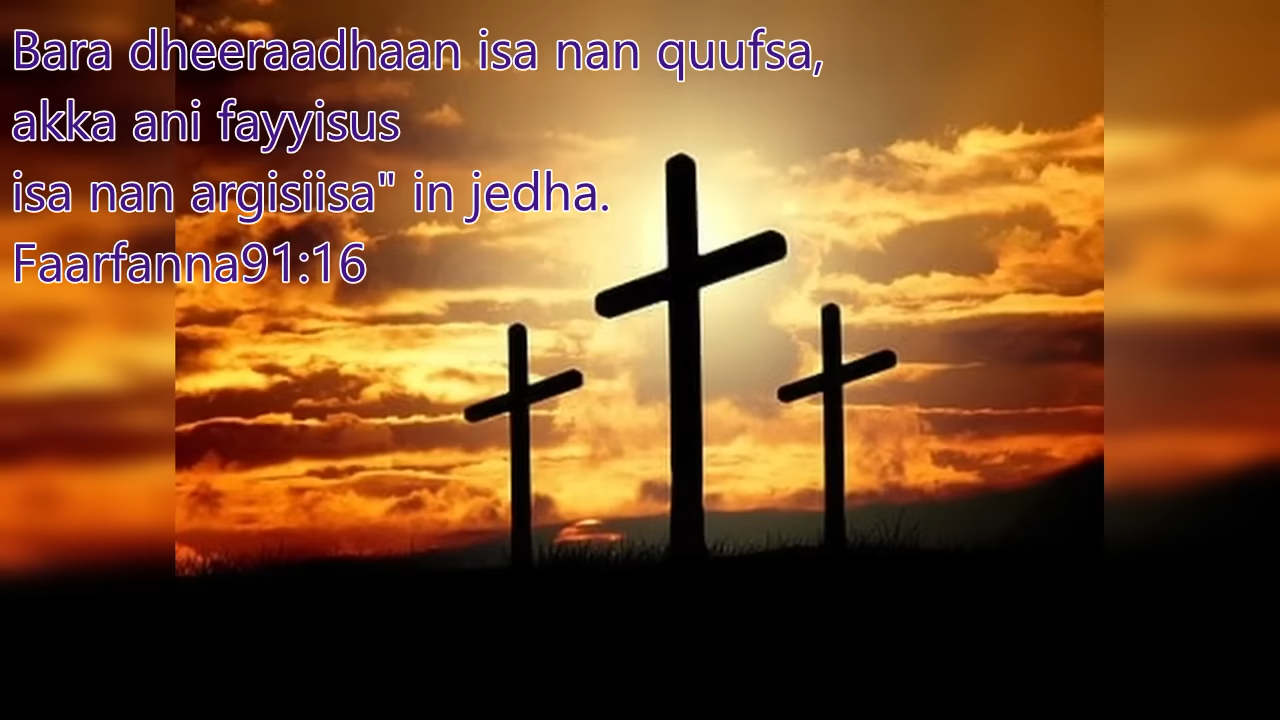 Bara dheeraadhaan isa nan quufsa,
akka ani fayyisus
isa nan argisiisa" in jedha.
Faarfanna91:16